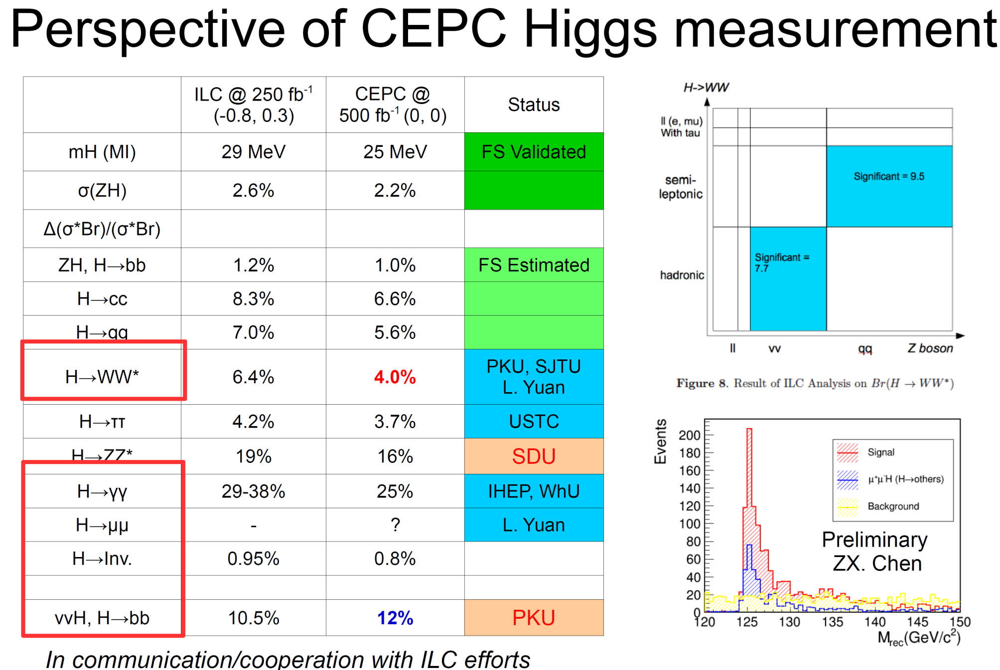 Perspective of CEPC Higgs measurement
ILC @ 250 fb-1
(-0.8, 0.3)
CEPC @
500 fb-1 (0, 0)
Status
mH (MI)
29 MeV
25 MeV
FS Validated
σ(ZH)
2.6%
2.2%
Δ(σ*Br)/(σ*Br)
ZH, H→bb
1.2%
1.0%
FS Estimated
H→cc
8.3%
6.6%
H→gg
7.0%
5.6%
H→WW*
6.4%
4.0%
PKU, SJTU
L. Yuan
H→ττ
4.2%
3.7%
USTC
H→ZZ*
19%
16%
SDU
H→γγ
29-38%
25%
IHEP, WhU
H→μμ
-
?
L. Yuan
H→Inv.
0.95%
0.8%
vvH, H→bb
10.5%
12%
PKU
In communication/cooperation with ILC efforts
H->WW
ll (e, mu)
With tau
semi-
leptonic
hadronic
Significant = 9.5
Significant =
7.7
ll
vv
qq
Z boson
Figure 8. Result of ILC Analysis on Br(H → WW*)
Events
200
180
160
140
120
100
80
60
40
20
0
Signal
μ+μ-H (H→others)
Background
Preliminary
ZX. Chen
120
125
130
135
140
145
150
Mrec(GeV/c2)